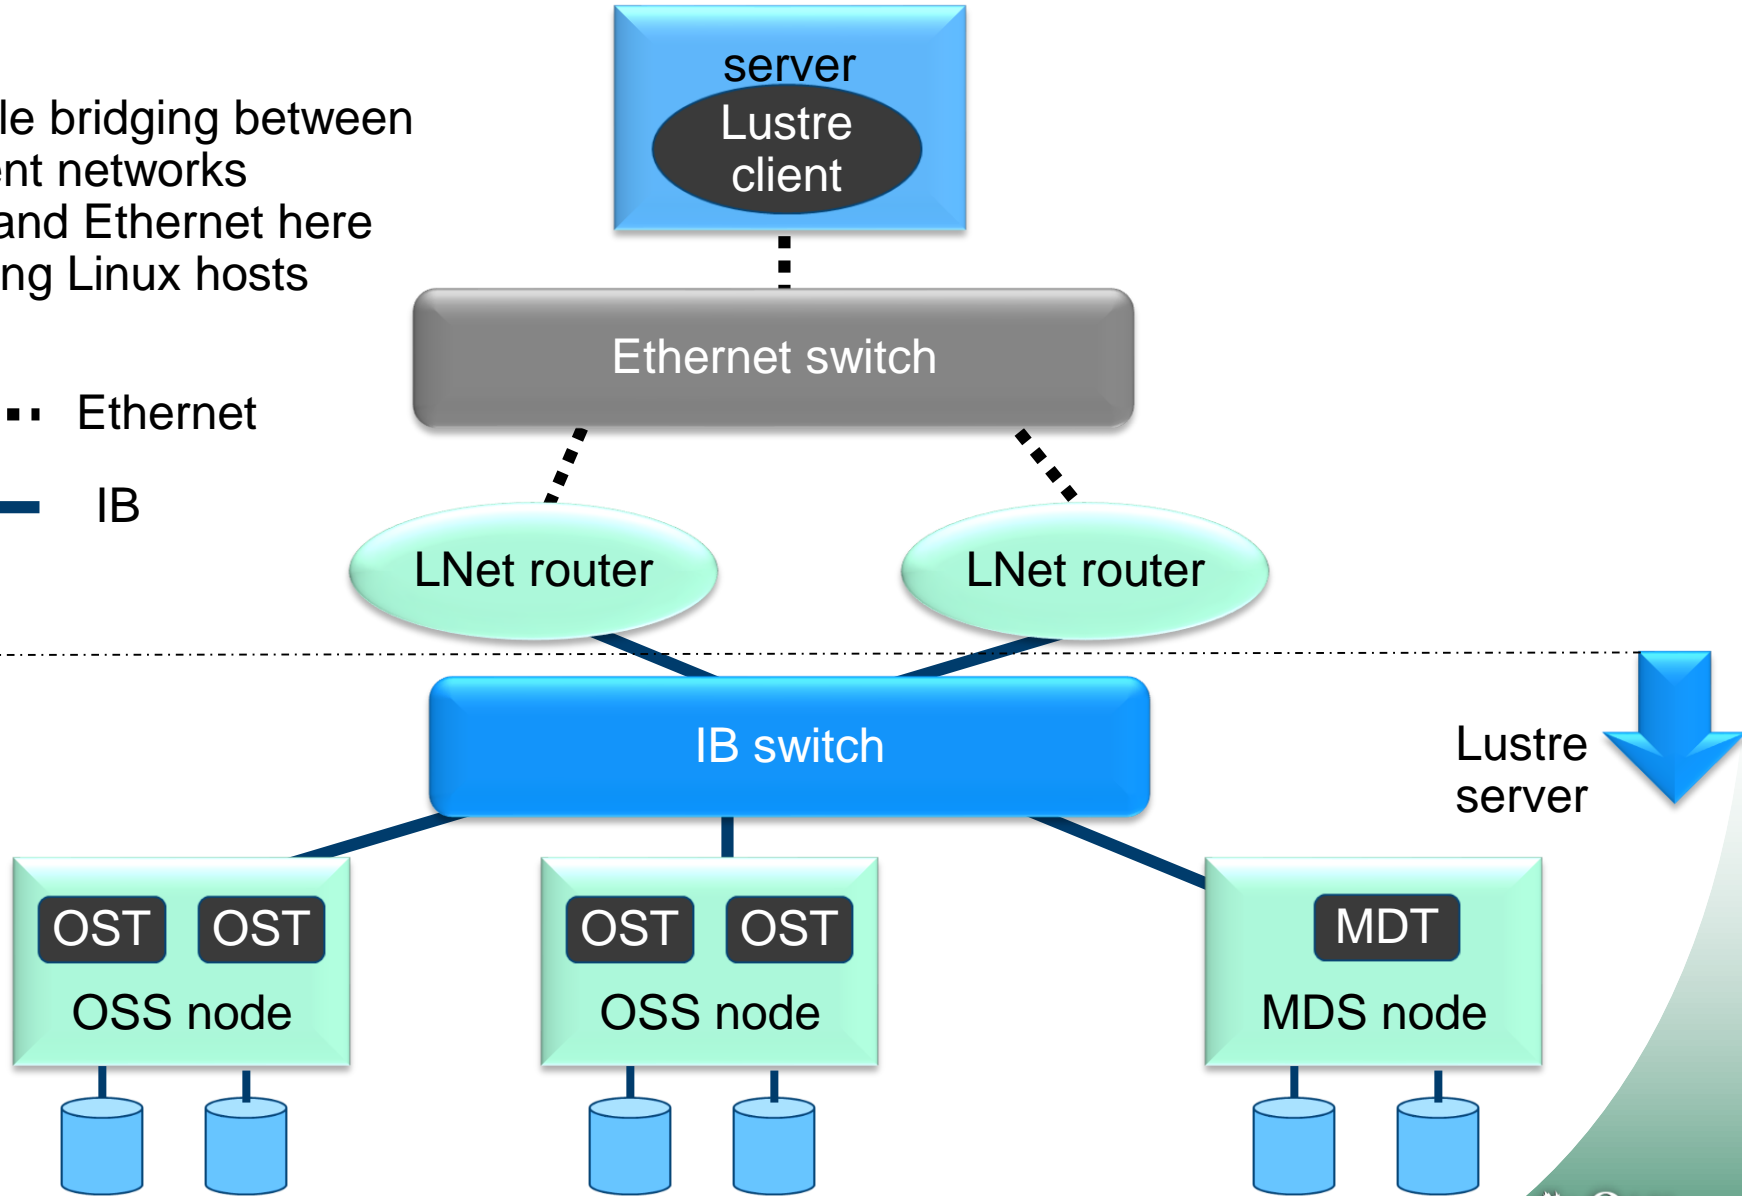 server
Lustre
client
le bridging between
ent networks
and Ethernet here
ng Linux hosts
Ethernet switch
Ethernet
IB
LNet router
LNet router
IB switch
Lustre
server
OST
OST
OSS node
OST
OST
OSS node
MDT
MDS node